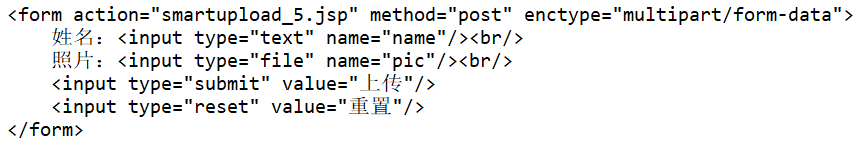 <form action="smartupload_5.jsp" method="post" enctype="multipart/form-data">
姓名：<input type="text" name="name"/><br/>
照片：<input type="file" name="pic"/><br/>
<input type="submit" value="上传"/>
<input type="reset" value="重置"/>
</form>